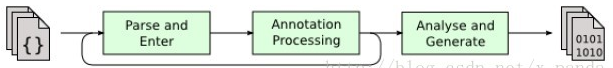 {}
Parse and
Enter
Annotation
Processing
Analyse and
Generate
0101
1010